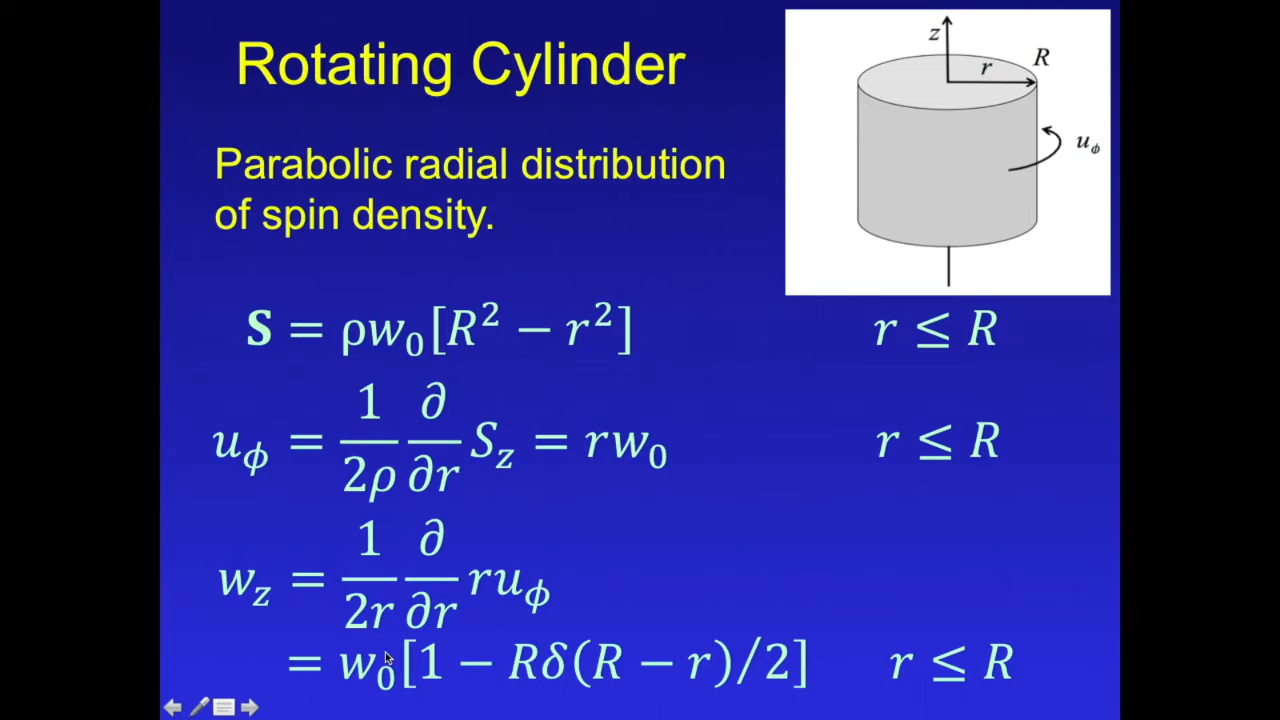 Rotating Cylinder
z
R
r
u_ϕ
Parabolic radial distribution
of spin density.
𝐒 = ρw₀[R² − r²] r ≤ R
u_ϕ = 1/2ρ ∂/∂r S_z = rw₀ r ≤ R
w_z = 1/2r ∂/∂r ru_ϕ
= w₀[1 − Rδ(R − r)/2] r ≤ R